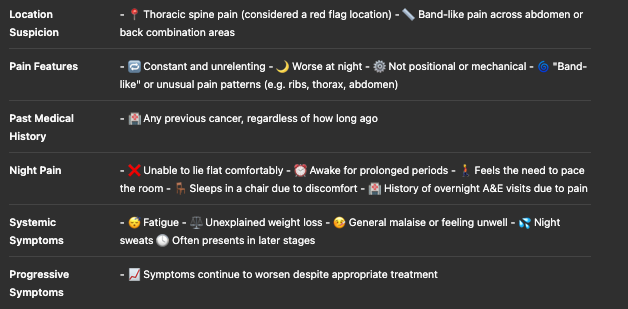 Location Suspicion
- 📍 Thoracic spine pain (considered a red flag location) - 📏 Band-like pain across abdomen or
back combination areas
Pain Features
- 🔁 Constant and unrelenting - 🌙 Worse at night - ⚙️ Not positional or mechanical - 🌀 "Band-
like" or unusual pain patterns (e.g. ribs, thorax, abdomen)
Past Medical History
- 🏥 Any previous cancer, regardless of how long ago
Night Pain
- ❌ Unable to lie flat comfortably - ⏰ Awake for prolonged periods - 🚶 Feels the need to pace
the room - 🪑 Sleeps in a chair due to discomfort - 🏥 History of overnight A&E visits due to pain
Systemic Symptoms
- 😴 Fatigue - ⚖️ Unexplained weight loss - 🤒 General malaise or feeling unwell - 💦 Night
sweats 🕓 Often presents in later stages
Progressive Symptoms
- 📈 Symptoms continue to worsen despite appropriate treatment